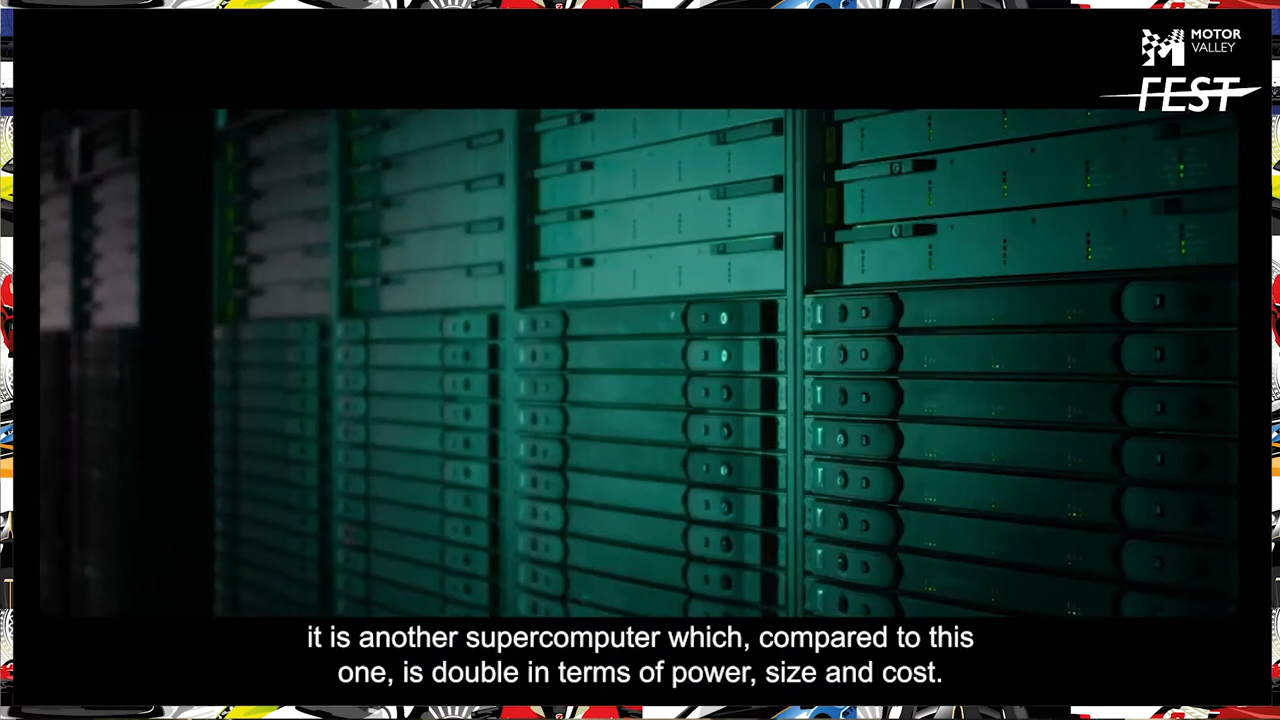 MOTOR
VALLEY
FEST
it is another supercomputer which, compared to this
one, is double in terms of power, size and cost.